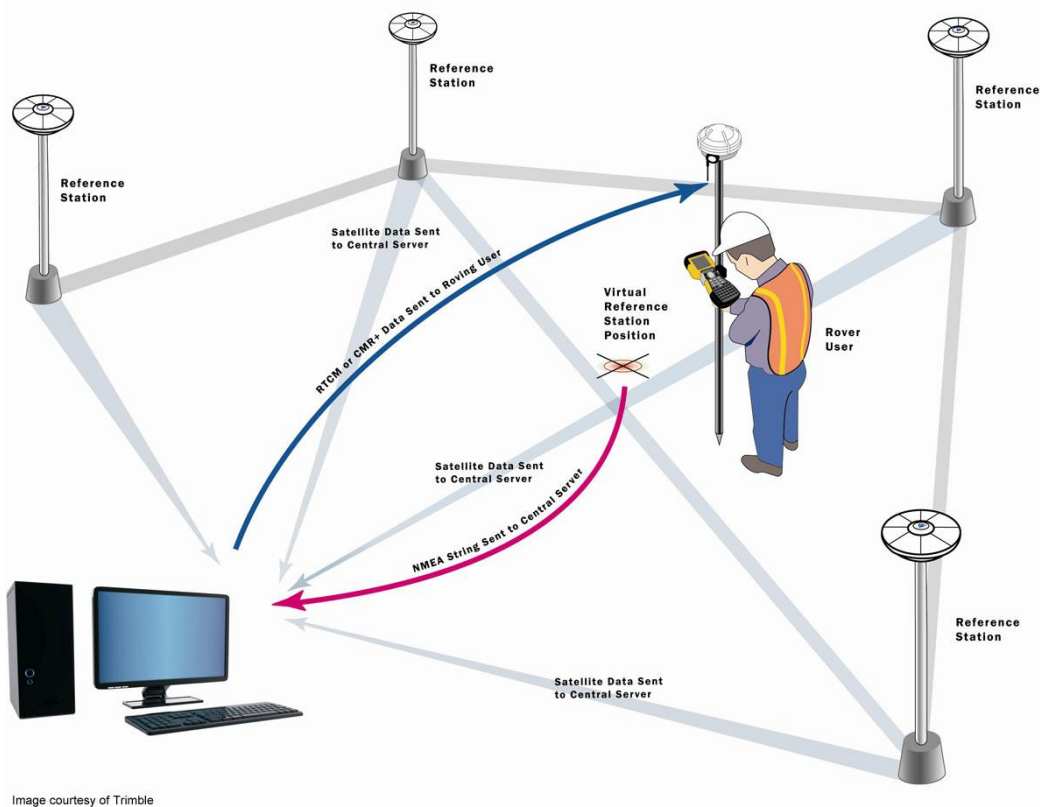 Reference
Station
Reference
Station
Reference
Station
Reference
Station
Satellite Data Sent
to Central Server
RTCM or CMR+ Data Sent to Roving User
Virtual
Reference
Station
Position
Rover
User
Satellite Data Sent
to Central Server
NMEA String Sent to Central Server
Reference
Station
Satellite Data Sent
to Central Server
Image courtesy of Trimble